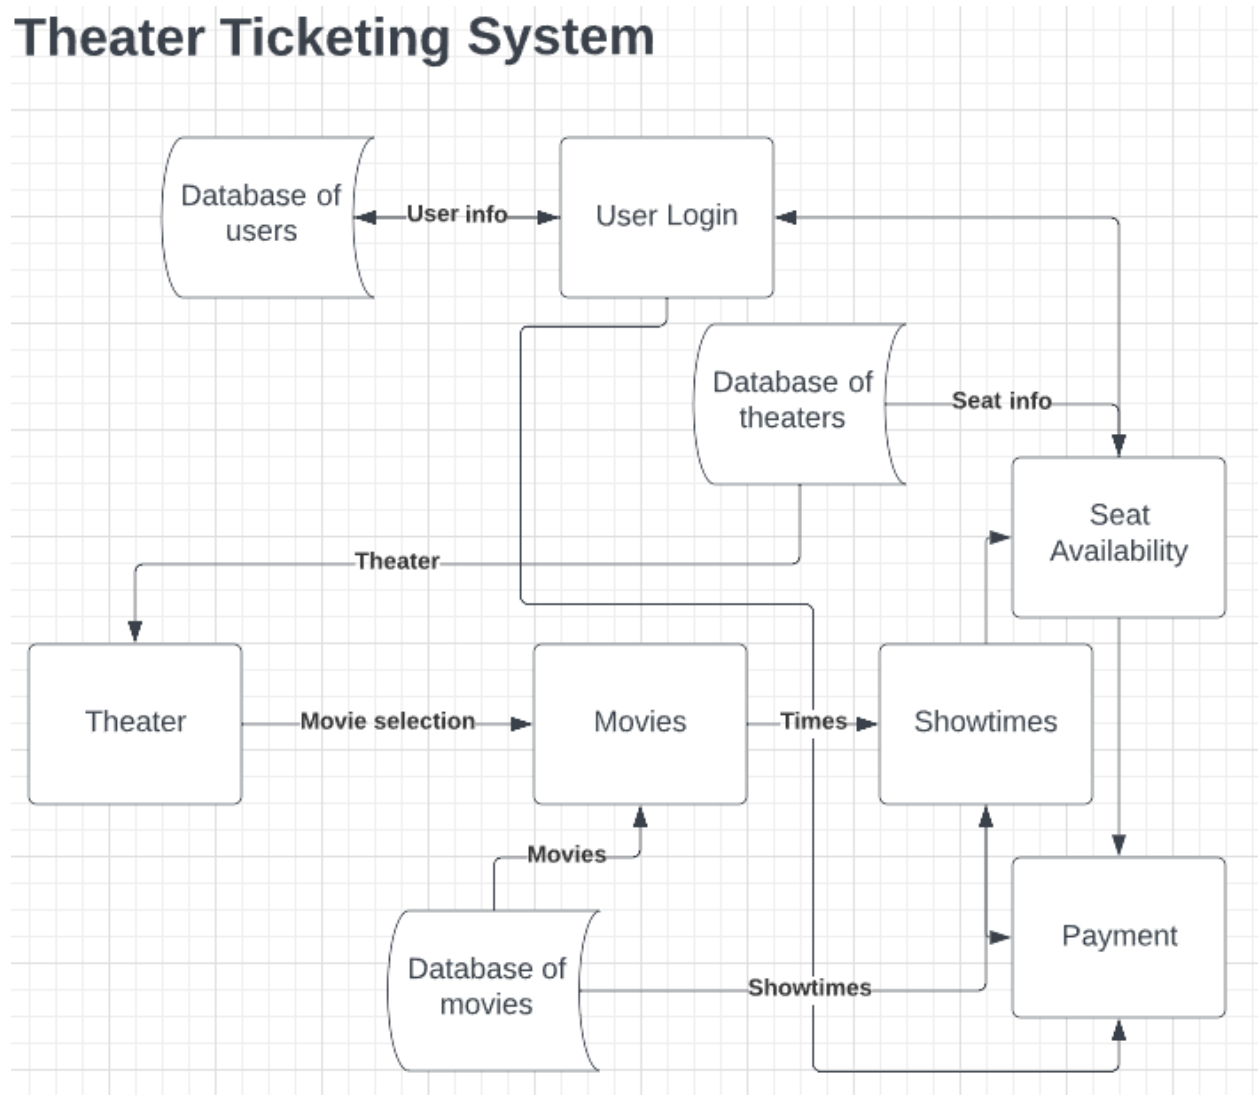 Theater Ticketing System
Database of
users
User info
User Login
Database of
theaters
Seat info
Seat
Availability
Theater
Theater
Movie selection
Movies
Times
Showtimes
Movies
Database of
movies
Showtimes
Payment